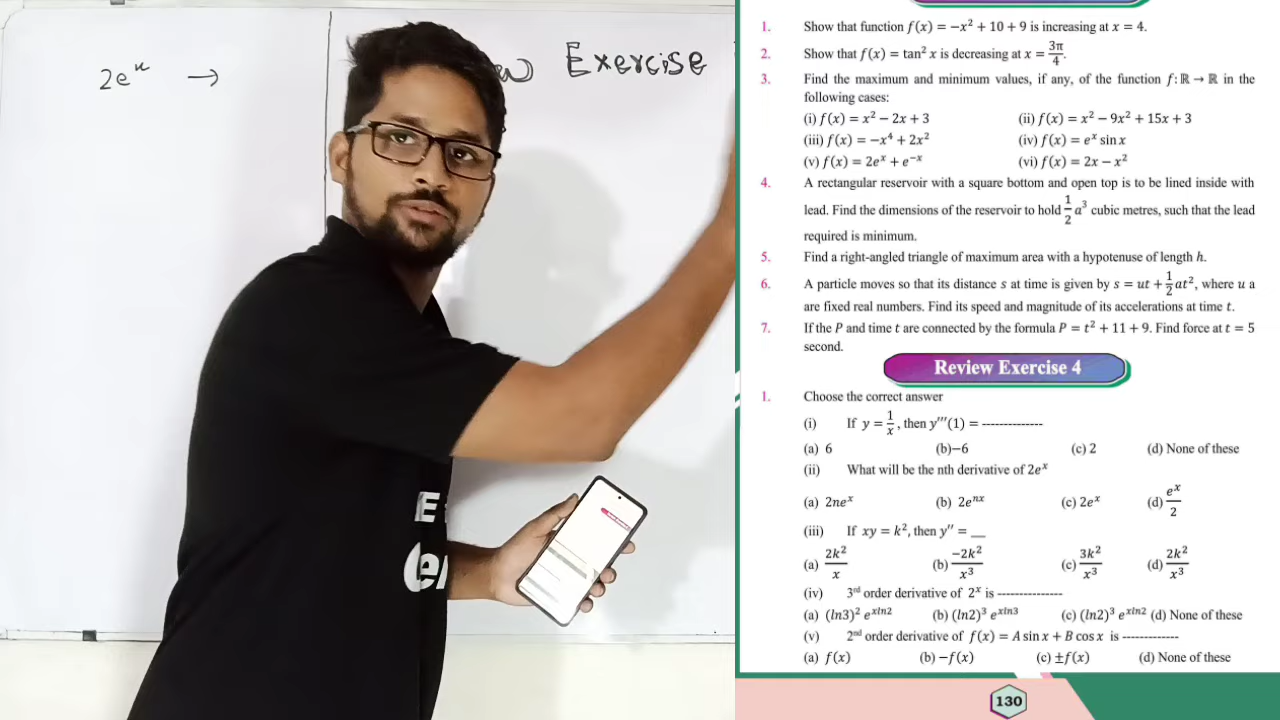 2eˣ →
Exercise
1. Show that function f(x) = −x² + 10 + 9 is increasing at x = 4.
2. Show that f(x) = tan² x is decreasing at x = 3π/4.
3. Find the maximum and minimum values, if any, of the function f: ℝ → ℝ in the
following cases:
(i) f(x) = x² − 2x + 3 (ii) f(x) = x² − 9x² + 15x + 3
(iii) f(x) = −x⁴ + 2x² (iv) f(x) = eˣ sin x
(v) f(x) = 2eˣ + e⁻ˣ (vi) f(x) = 2x − x²
4. A rectangular reservoir with a square bottom and open top is to be lined inside with
lead. Find the dimensions of the reservoir to hold 1/2 a³ cubic metres, such that the lead
required is minimum.
5. Find a right-angled triangle of maximum area with a hypotenuse of length h.
6. A particle moves so that its distance s at time is given by s = ut + 1/2 at², where u a
are fixed real numbers. Find its speed and magnitude of its accelerations at time t.
7. If the P and time t are connected by the formula P = t² + 11 + 9. Find force at t = 5
second.
Review Exercise 4
1. Choose the correct answer
(i) If y = 1/x, then y'''(1) = --------------
(a) 6 (b)−6 (c) 2 (d) None of these
(ii) What will be the nth derivative of 2eˣ
(a) 2neˣ (b) 2eⁿˣ (c) 2eˣ (d) eˣ/2
(iii) If xy = k², then y'' = __
(a) 2k²/x (b) −2k²/x³ (c) 3k²/x³ (d) 2k²/x³
(iv) 3ʳᵈ order derivative of 2ˣ is ---------------
(a) (ln3)² e^xln2 (b) (ln2)³ e^xln3 (c) (ln2)³ e^xln2 (d) None of these
(v) 2ⁿᵈ order derivative of f(x) = A sin x + B cos x is -------------
(a) f(x) (b) −f(x) (c) ±f(x) (d) None of these
130